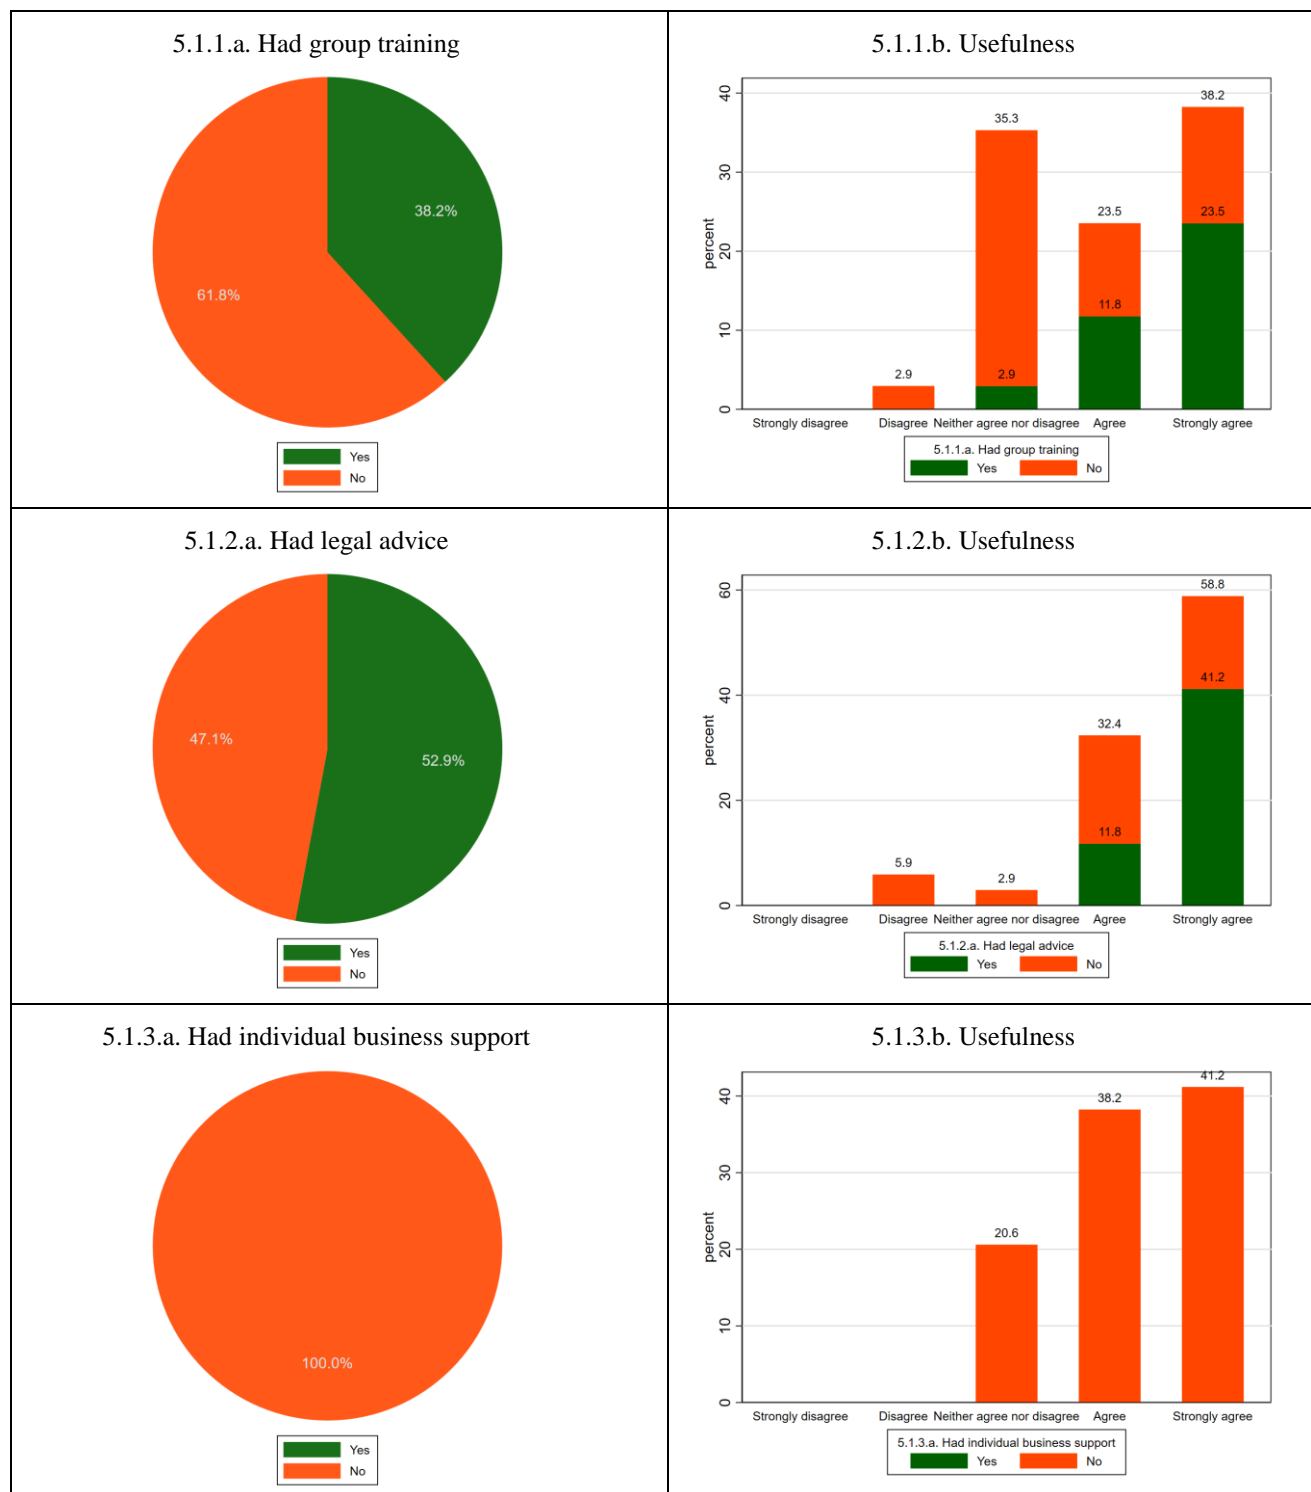 5.1.1.a. Had group training
38.2%
61.8%
Yes
No
5.1.1.b. Usefulness
percent
40
30
20
10
0
2.9
35.3
2.9
23.5
11.8
38.2
23.5
Strongly disagree Disagree Neither agree nor disagree Agree Strongly agree
5.1.1.a. Had group training
Yes No
5.1.2.a. Had legal advice
47.1%
52.9%
Yes
No
5.1.2.b. Usefulness
percent
60
40
20
0
5.9
2.9
32.4
11.8
58.8
41.2
Strongly disagree Disagree Neither agree nor disagree Agree Strongly agree
5.1.2.a. Had legal advice
Yes No
5.1.3.a. Had individual business support
100.0%
Yes
No
5.1.3.b. Usefulness
percent
40
30
20
10
0
20.6
38.2
41.2
Strongly disagree Disagree Neither agree nor disagree Agree Strongly agree
5.1.3.a. Had individual business support
Yes No